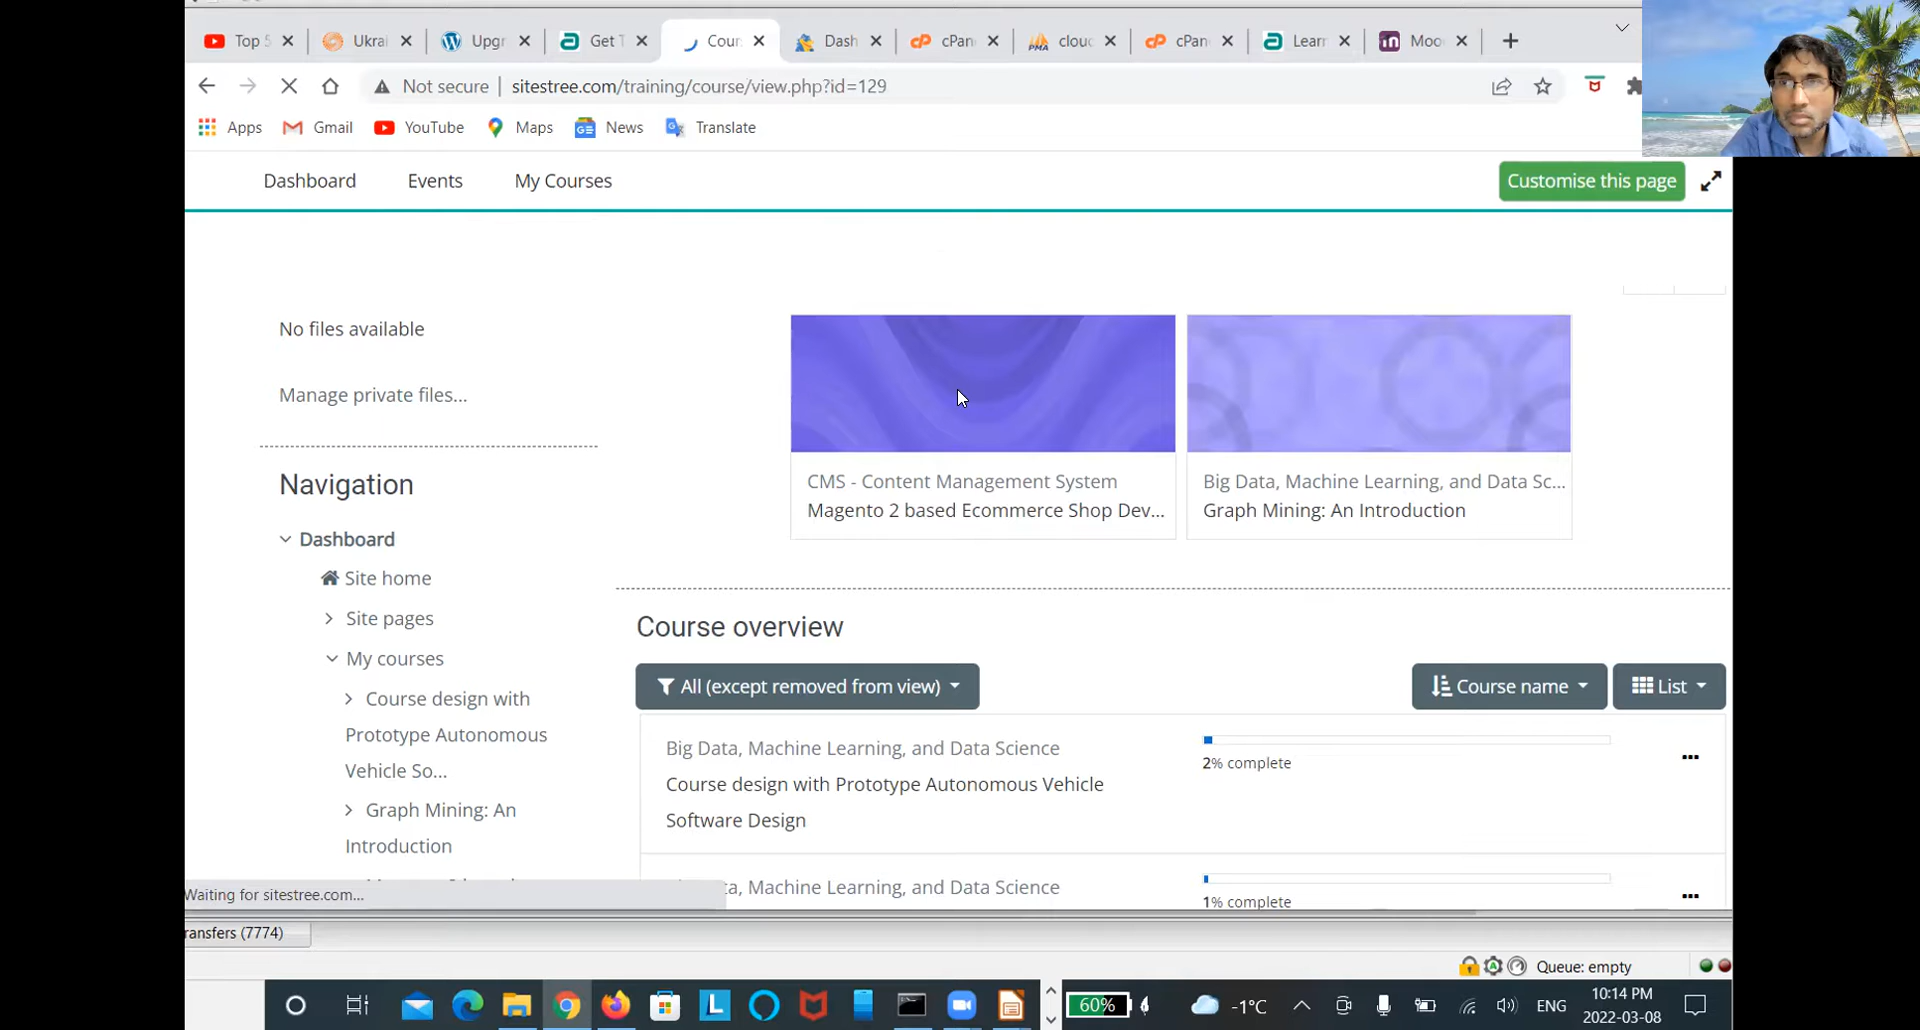 Top 5
Ukrai
Upgr
Get T
Cour
Dash
cPan
clou
cPan
Learn
Moo
Not secure
sitestree.com/training/course/view.php?id=129
Apps
Gmail
YouTube
Maps
News
Translate
Dashboard
Events
My Courses
Customise this page
No files available
Manage private files...
CMS - Content Management System
Magento 2 based Ecommerce Shop Dev...
Big Data, Machine Learning, and Data Sc...
Graph Mining: An Introduction
Navigation
Dashboard
Site home
Site pages
My courses
Course design with
Prototype Autonomous
Vehicle So...
Graph Mining: An
Introduction
Course overview
All (except removed from view)
Course name
List
Big Data, Machine Learning, and Data Science
Course design with Prototype Autonomous Vehicle
Software Design
2% complete
ta, Machine Learning, and Data Science
1% complete
Waiting for sitestree.com...
ransfers (7774)
Queue: empty
60%
-1°C
ENG
10:14 PM
2022-03-08